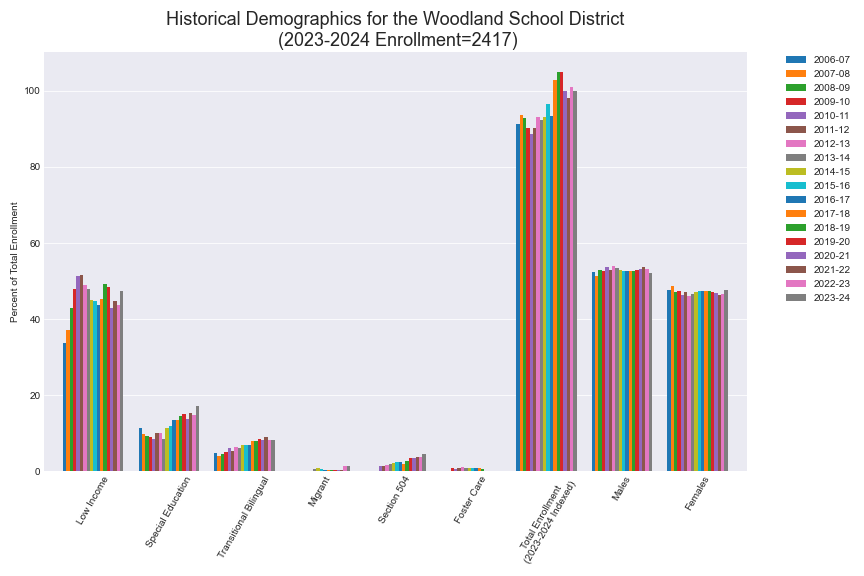 Historical Demographics for the Woodland School District
(2023-2024 Enrollment=2417)
Percent of Total Enrollment
100
80
60
40
20
0
Low Income
Special Education
Transitional Bilingual
Migrant
Section 504
Foster Care
Total Enrollment
(2023-2024 Indexed)
Males
Females
2006-07
2007-08
2008-09
2009-10
2010-11
2011-12
2012-13
2013-14
2014-15
2015-16
2016-17
2017-18
2018-19
2019-20
2020-21
2021-22
2022-23
2023-24